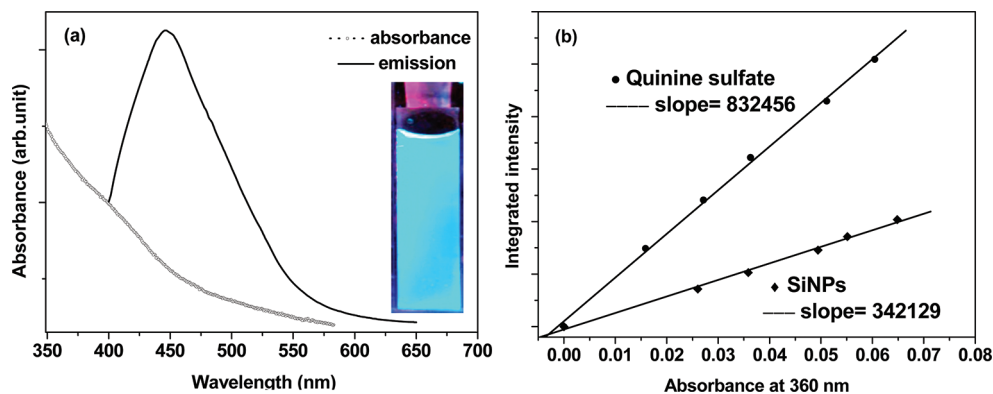 (a)
absorbance
emission
Absorbance (arb.unit)
350 400 450 500 550 600 650 700
Wavelength (nm)
(b)
Quinine sulfate
slope= 832456
SiNPs
slope= 342129
Integrated intensity
0.00 0.01 0.02 0.03 0.04 0.05 0.06 0.07 0.08
Absorbance at 360 nm